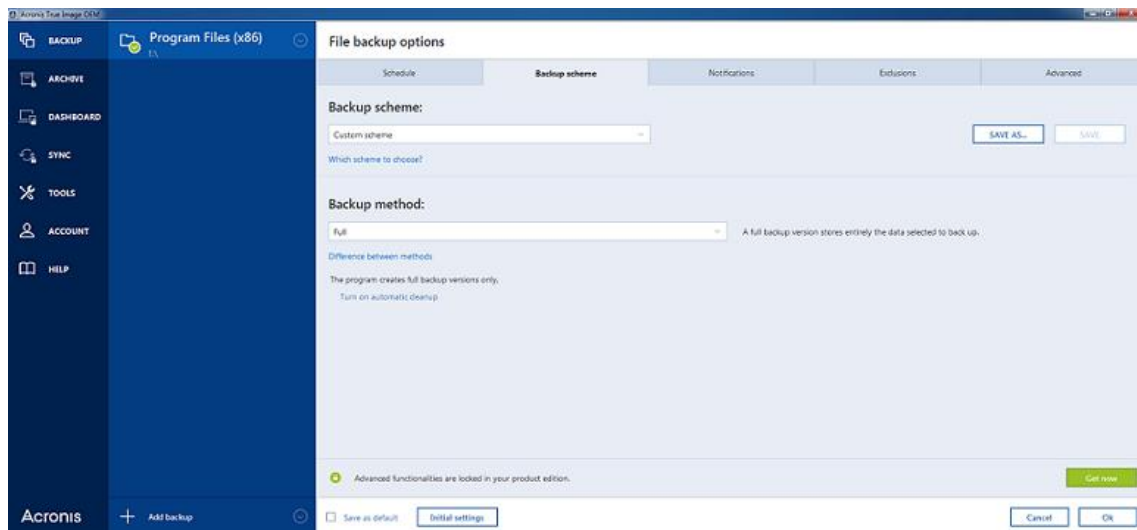 Acronis True Image OEM
BACKUP
ARCHIVE
DASHBOARD
SYNC
TOOLS
ACCOUNT
HELP
Acronis
Program Files (x86)
I:\
Add backup
File backup options
Schedule
Backup scheme
Notifications
Exclusions
Advanced
Backup scheme:
Custom scheme
SAVE AS...
SAVE
Which scheme to choose?
Backup method:
Full
A full backup version stores entirely the data selected to back up.
Difference between methods
The program creates full backup versions only.
Turn on automatic cleanup
Advanced functionalities are locked in your product edition.
Get now
Save as default
Initial settings
Cancel
Ok